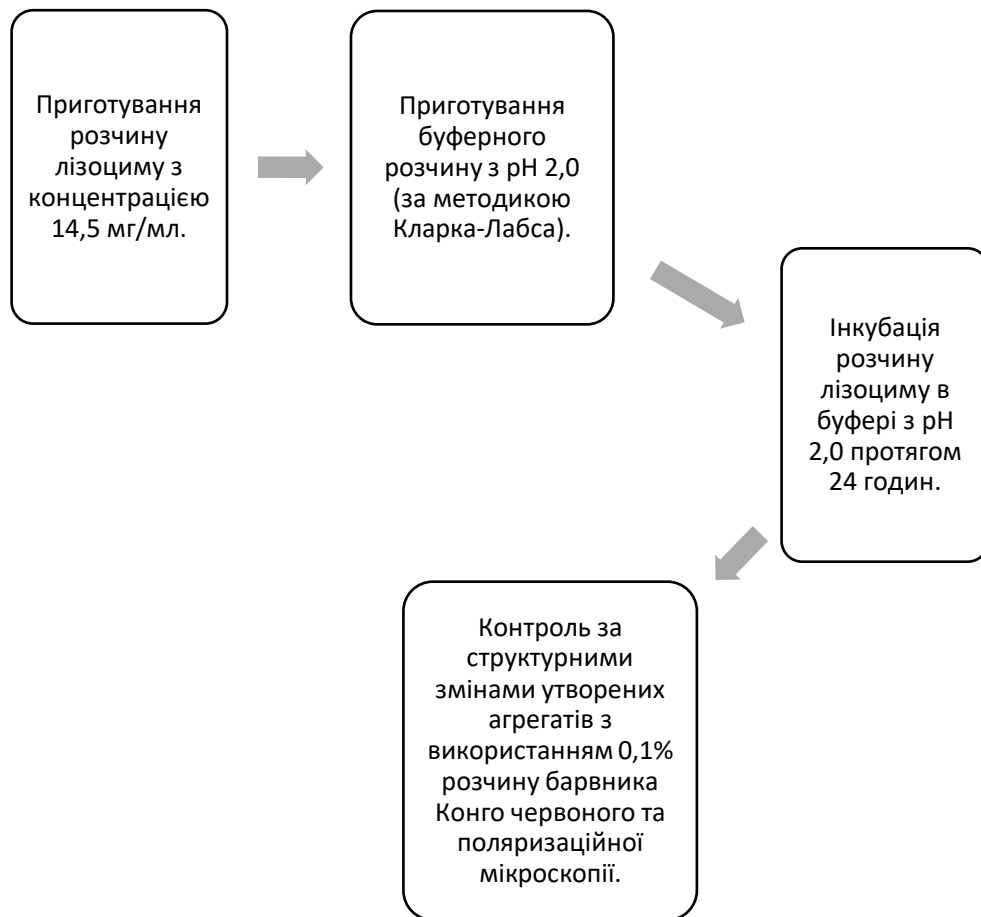 Приготування
розчину
лізоциму з
концентрацією
14,5 мг/мл.
Приготування
буферного
розчину з рН 2,0
(за методикою
Кларка-Лабса).
Інкубація
розчину
лізоциму в
буфері з рН
2,0 протягом
24 годин.
Контроль за
структурними
змінами утворених
агрегатів з
використанням 0,1%
розчину барвника
Конго червоного та
поляризаційної
мікроскопії.